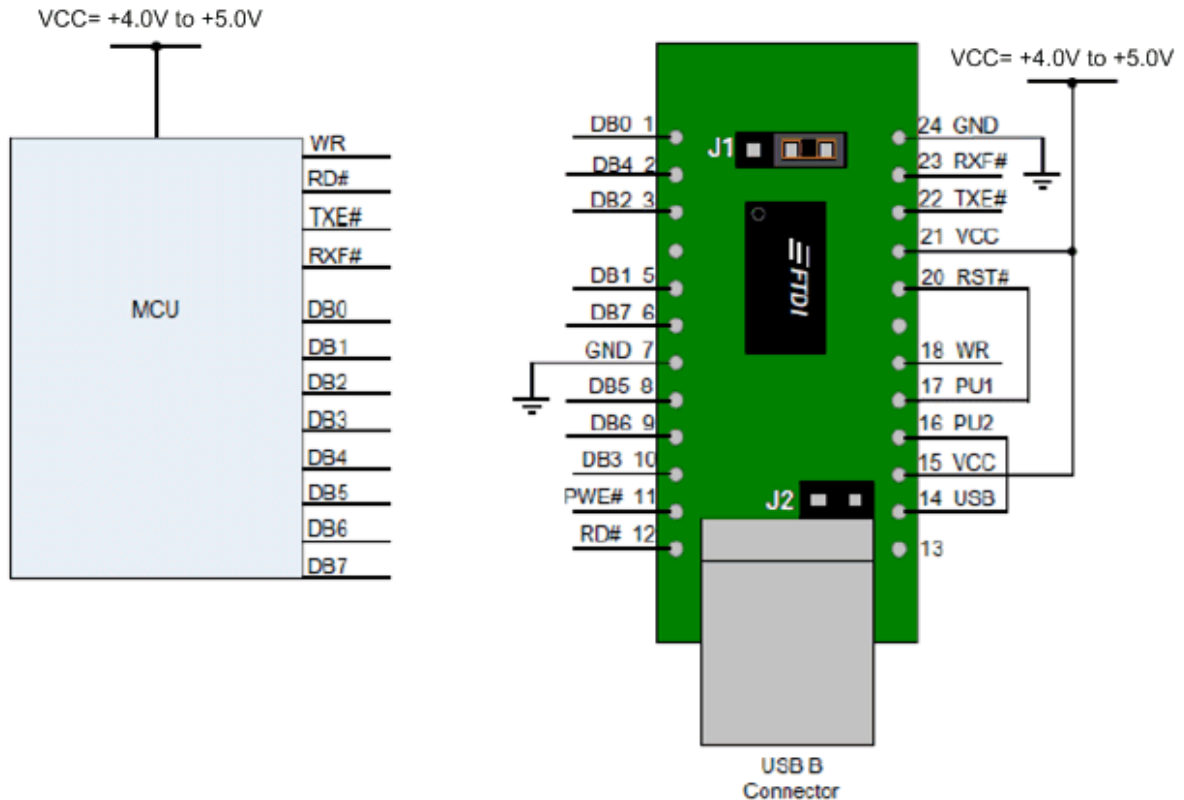 VCC= +4.0V to +5.0V
MCU
WR
RD#
TXE#
RXF#
DB0
DB1
DB2
DB3
DB4
DB5
DB6
DB7
VCC= +4.0V to +5.0V
DB0 1
DB4 2
DB2 3
DB1 5
DB7 6
GND 7
DB5 8
DB6 9
DB3 10
PWE# 11
RD# 12
J1
FTDI
J2
24 GND
23 RXF#
22 TXE#
21 VCC
20 RST#
18 WR
17 PU1
16 PU2
15 VCC
14 USB
13
USB B
Connector